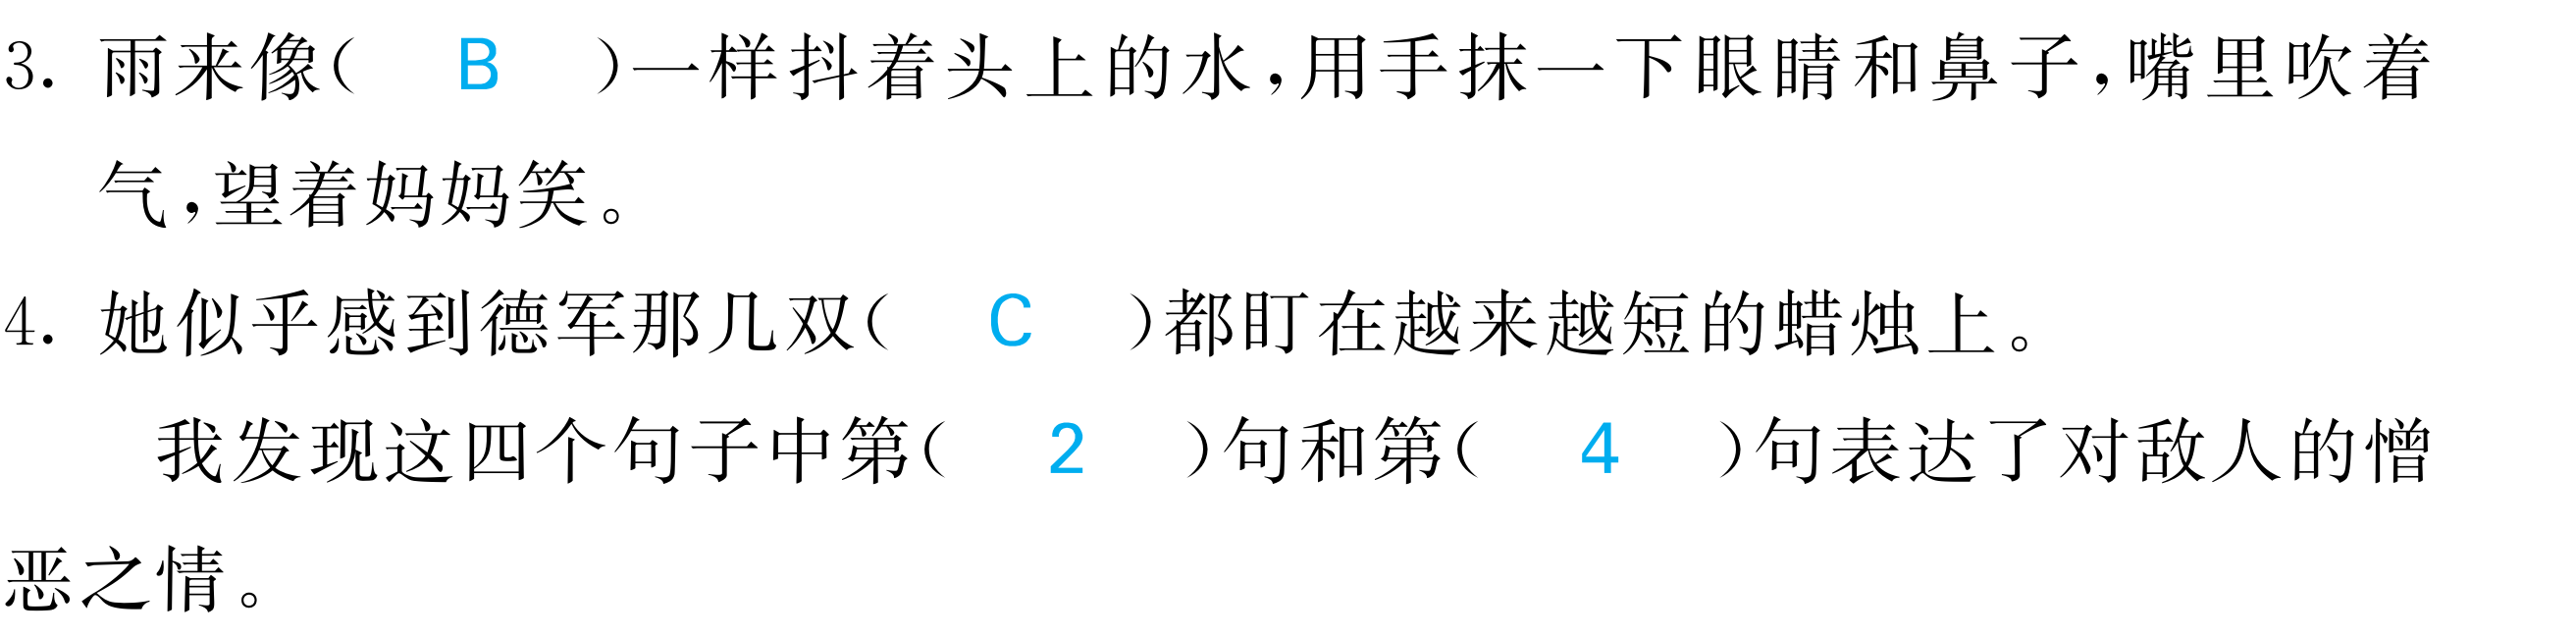 3. 雨来像( B )一样抖着头上的水,用手抹一下眼睛和鼻子,嘴里吹着
气,望着妈妈笑。
4. 她似乎感到德军那几双( C )都盯在越来越短的蜡烛上。
我发现这四个句子中第( 2 )句和第( 4 )句表达了对敌人的憎
恶之情。